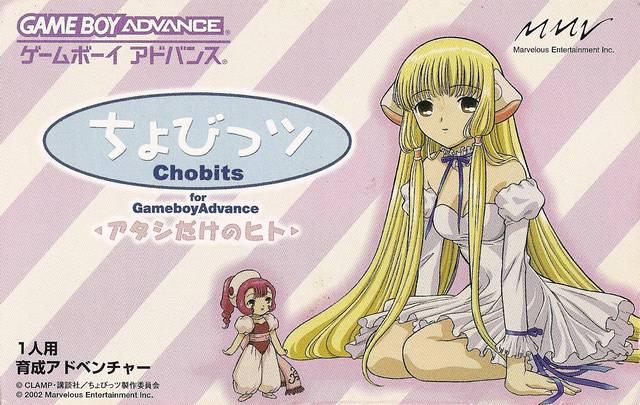 GAME BOY ADVANCE
ゲームボーイ アドバンス
MMV
Marvelous Entertainment Inc.
ちょびっツ
Chobits
for
GameboyAdvance
アタシだけのヒト
1人用
育成アドベンチャー
© CLAMP・講談社/ちょびッツ製作委員会
© 2002 Marvelous Entertainment Inc.